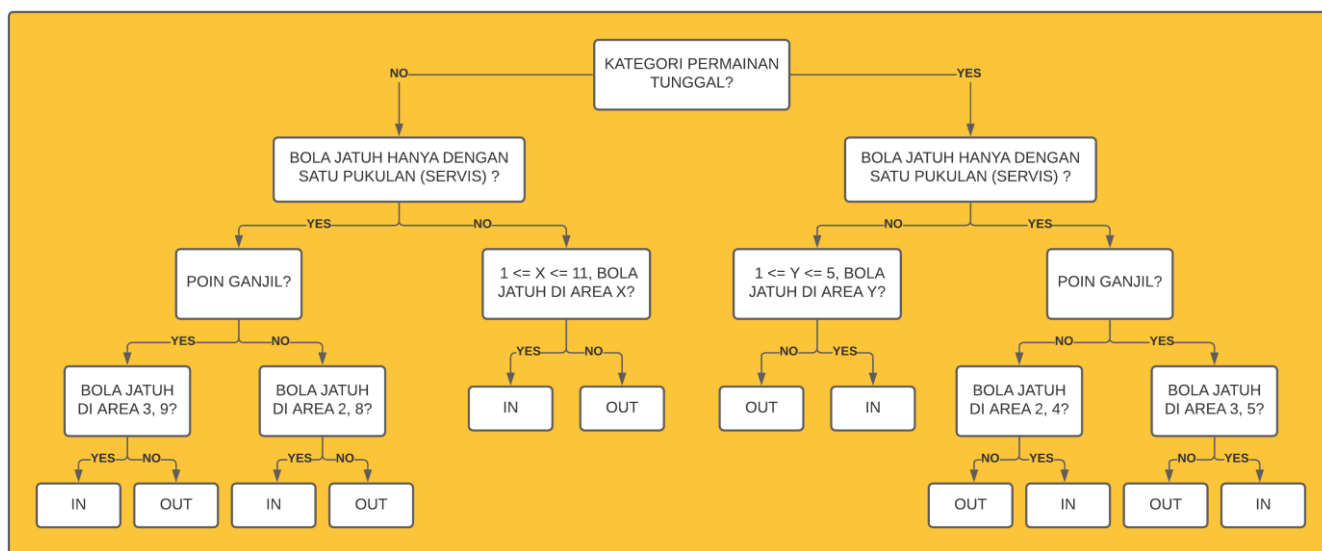 KATEGORI PERMAINAN
TUNGGAL?
NO
YES
BOLA JATUH HANYA DENGAN
SATU PUKULAN (SERVIS) ?
BOLA JATUH HANYA DENGAN
SATU PUKULAN (SERVIS) ?
YES
NO
NO
YES
POIN GANJIL?
1 <= X <= 11, BOLA
JATUH DI AREA X?
1 <= Y <= 5, BOLA
JATUH DI AREA Y?
POIN GANJIL?
YES
NO
YES
NO
NO
YES
NO
YES
BOLA JATUH
DI AREA 3, 9?
BOLA JATUH
DI AREA 2, 8?
IN
OUT
OUT
IN
BOLA JATUH
DI AREA 2, 4?
BOLA JATUH
DI AREA 3, 5?
YES
NO
YES
NO
NO
YES
NO
YES
IN
OUT
IN
OUT
OUT
IN
OUT
IN